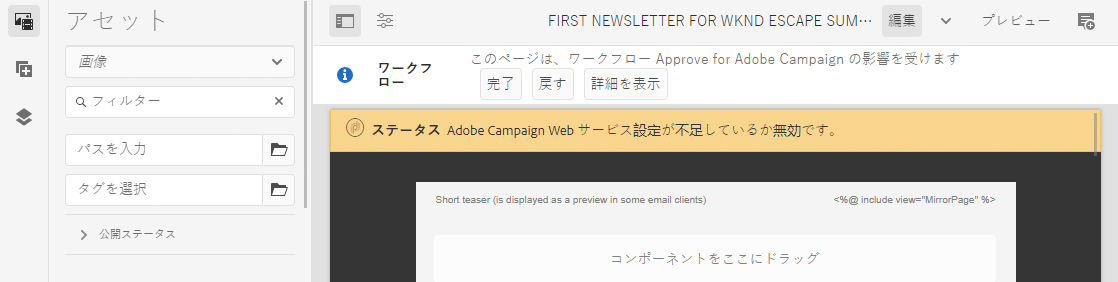 アセット
画像
フィルター
パスを入力
タグを選択
公開ステータス
FIRST NEWSLETTER FOR WKND ESCAPE SUM…
編集
プレビュー
ワークフ
ロー
このページは、ワークフロー Approve for Adobe Campaign の影響を受けます
完了 戻す 詳細を表示
ステータス Adobe Campaign Web サービス設定が不足しているか無効です。
Short teaser (is displayed as a preview in some email clients) <%@ include view="MirrorPage" %>
コンポーネントをここにドラッグ